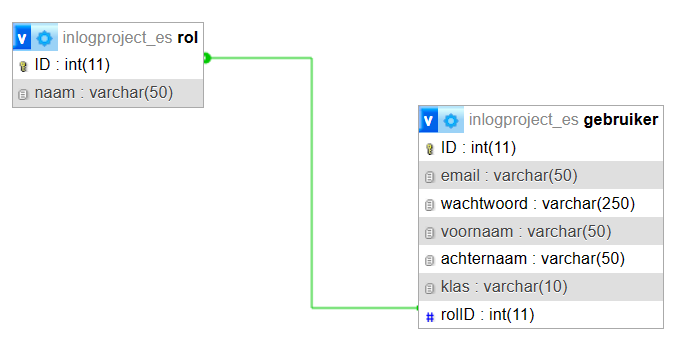 v inlogproject_es rol
ID : int(11)
naam : varchar(50)
v inlogproject_es gebruiker
ID : int(11)
email : varchar(50)
wachtwoord : varchar(250)
voornaam : varchar(50)
achternaam : varchar(50)
klas : varchar(10)
# rolID : int(11)